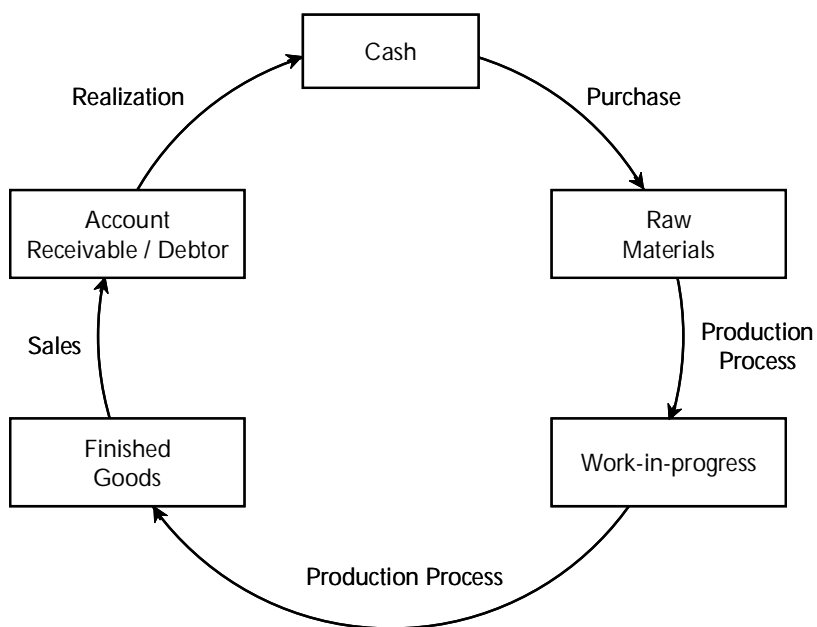 Cash
Realization
Purchase
Account
Receivable / Debtor
Raw
Materials
Sales
Production
Process
Finished
Goods
Work-in-progress
Production Process